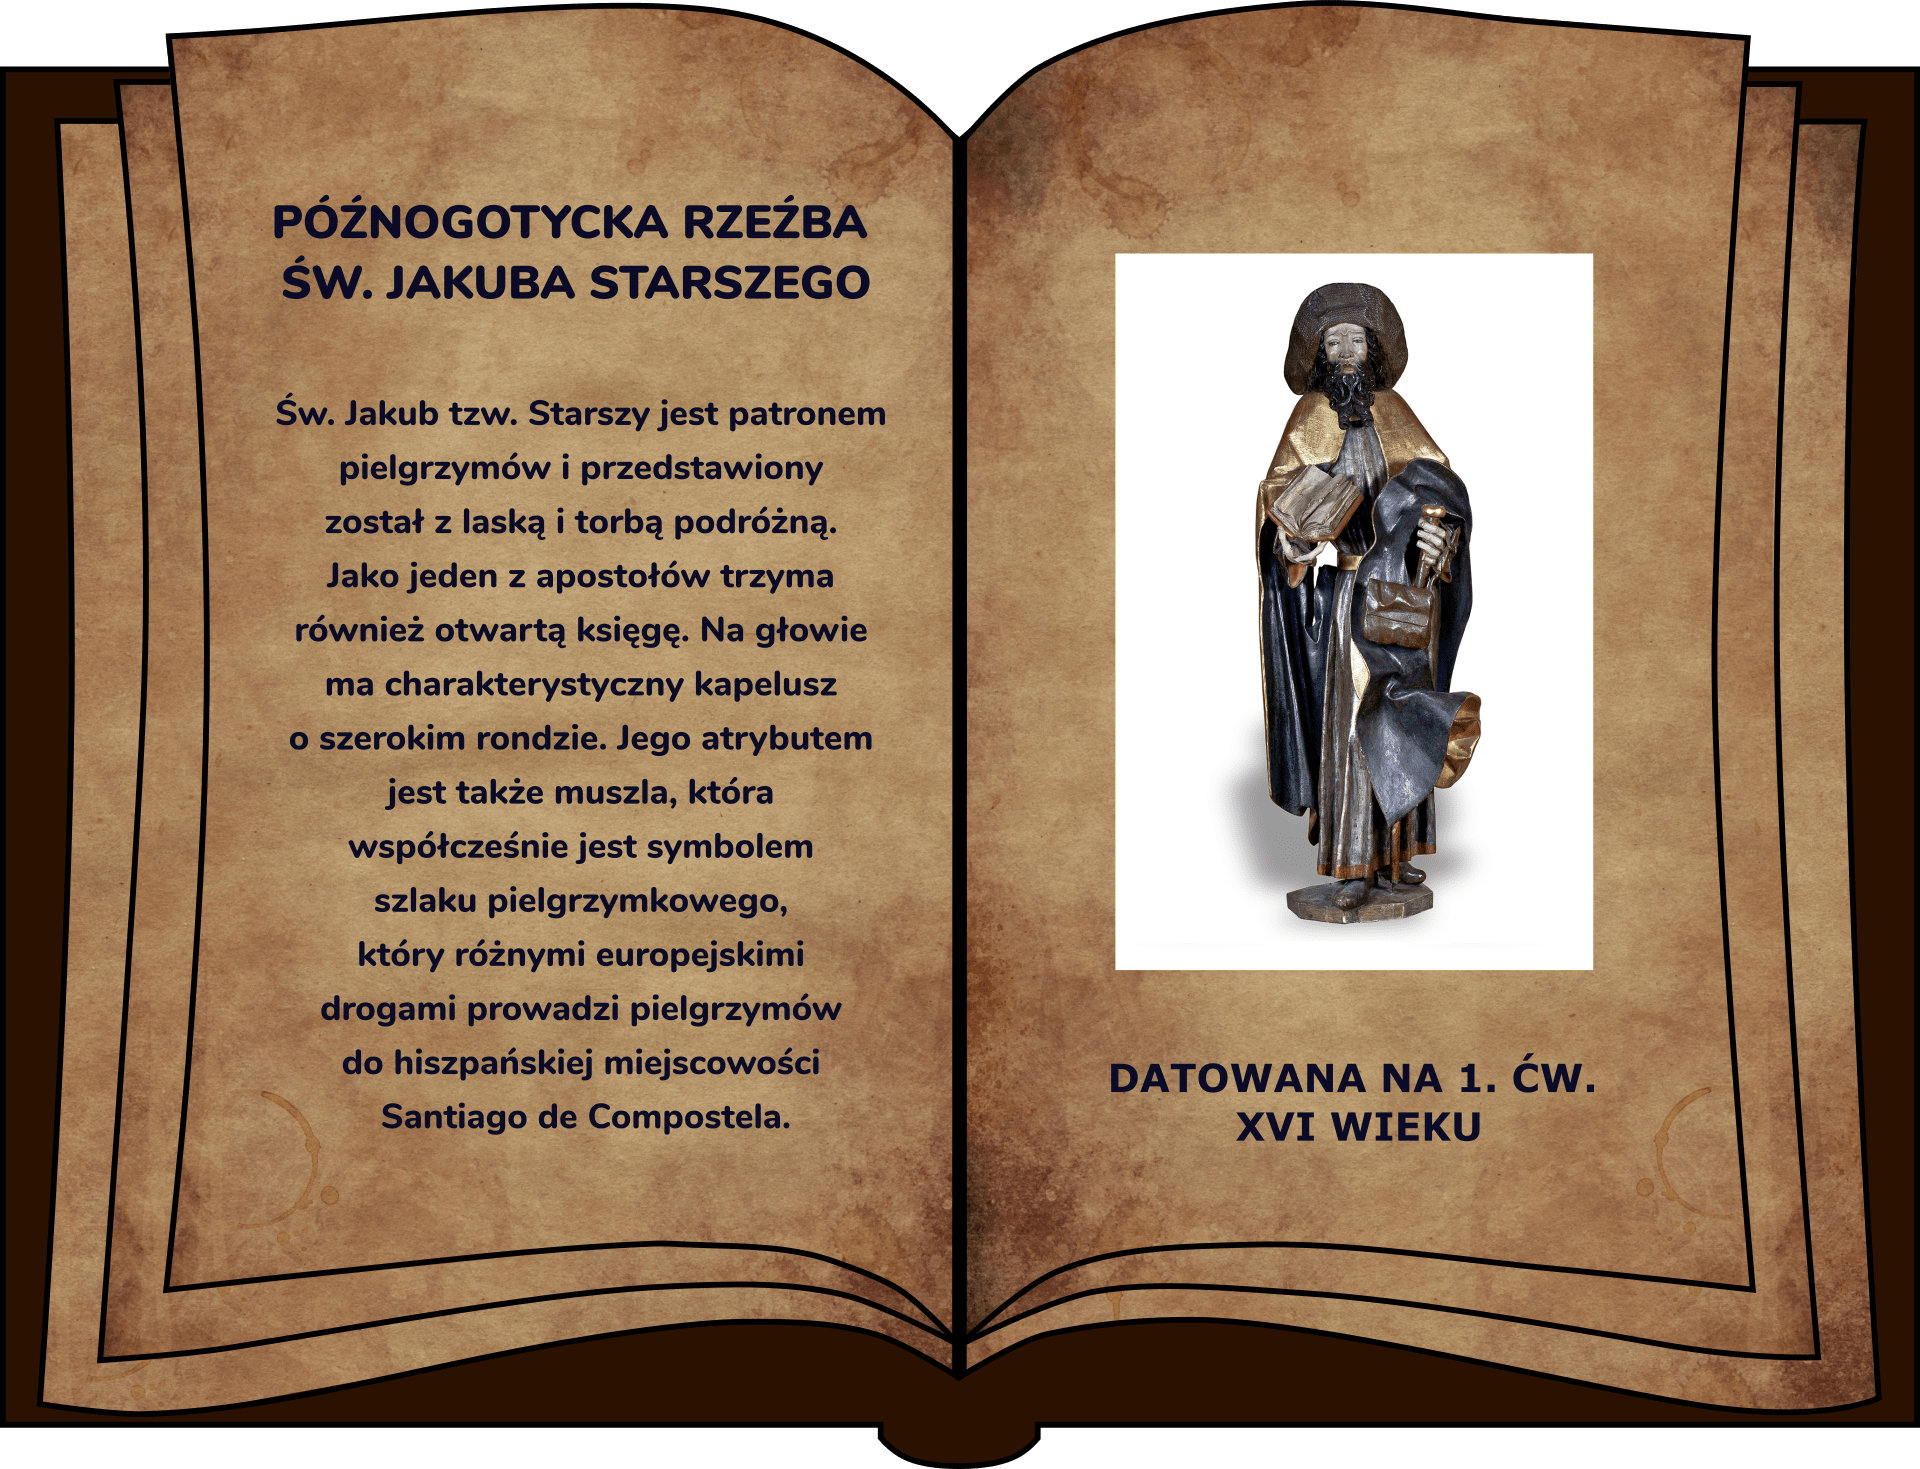 PÓŹNOGOTYCKA RZEŹBA
ŚW. JAKUBA STARSZEGO
Św. Jakub tzw. Starszy jest patronem
pielgrzymów i przedstawiony
został z laską i torbą podróżną.
Jako jeden z apostołów trzyma
również otwartą księgę. Na głowie
ma charakterystyczny kapelusz
o szerokim rondzie. Jego atrybutem
jest także muszla, która
współcześnie jest symbolem
szlaku pielgrzymkowego,
który różnymi europejskimi
drogami prowadzi pielgrzymów
do hiszpańskiej miejscowości
Santiago de Compostela.
DATOWANA NA 1. ĆW.
XVI WIEKU